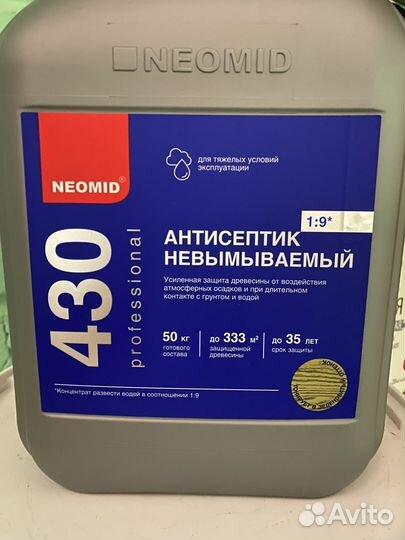 NEOMID
NEOMID®
для тяжелых условий
эксплуатации
1:9*
430
professional
АНТИСЕПТИК
НЕВЫМЫВАЕМЫЙ
Усиленная защита древесины от воздействия
атмосферных осадков и при длительном
контакте с грунтом и водой
50 кг
готового
состава
до 333 м²
защищенной
древесины
до 35 лет
срок защиты
*Концентрат развести водой в соотношении 1:9
Avito